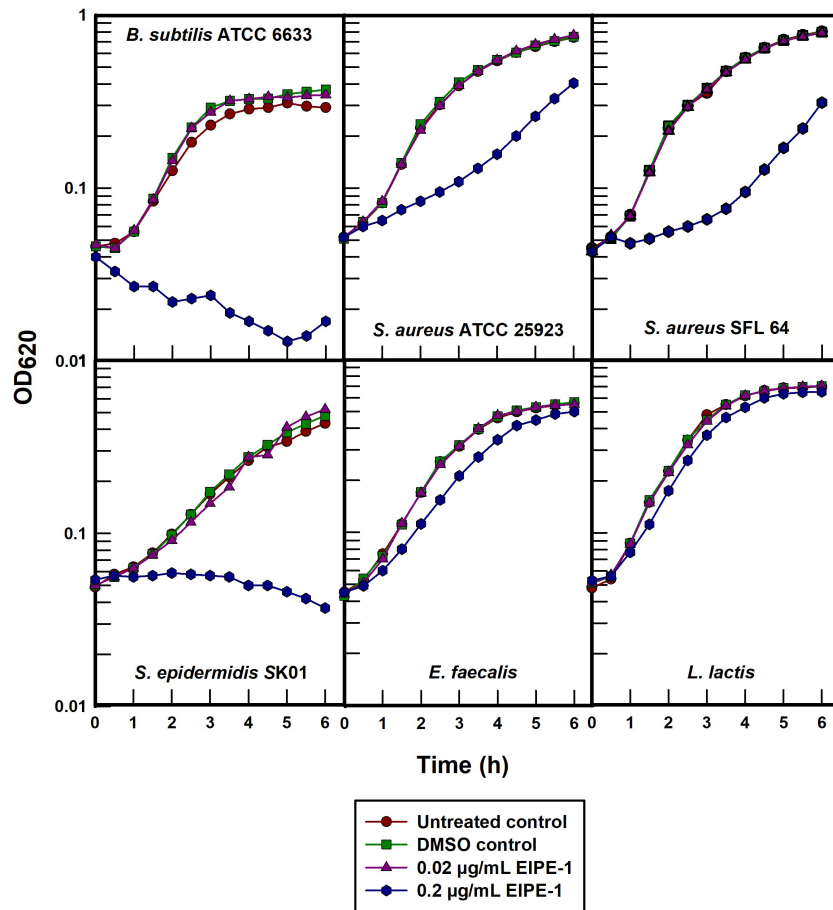 B. subtilis ATCC 6633
S. aureus ATCC 25923
S. aureus SFL 64
S. epidermidis SK01
E. faecalis
L. lactis
OD620
1
0.1
0.01
0.1
0.01
0 1 2 3 4 5 6
0 1 2 3 4 5 6
0 1 2 3 4 5 6
Time (h)
Untreated control
DMSO control
0.02 µg/mL EIPE-1
0.2 µg/mL EIPE-1